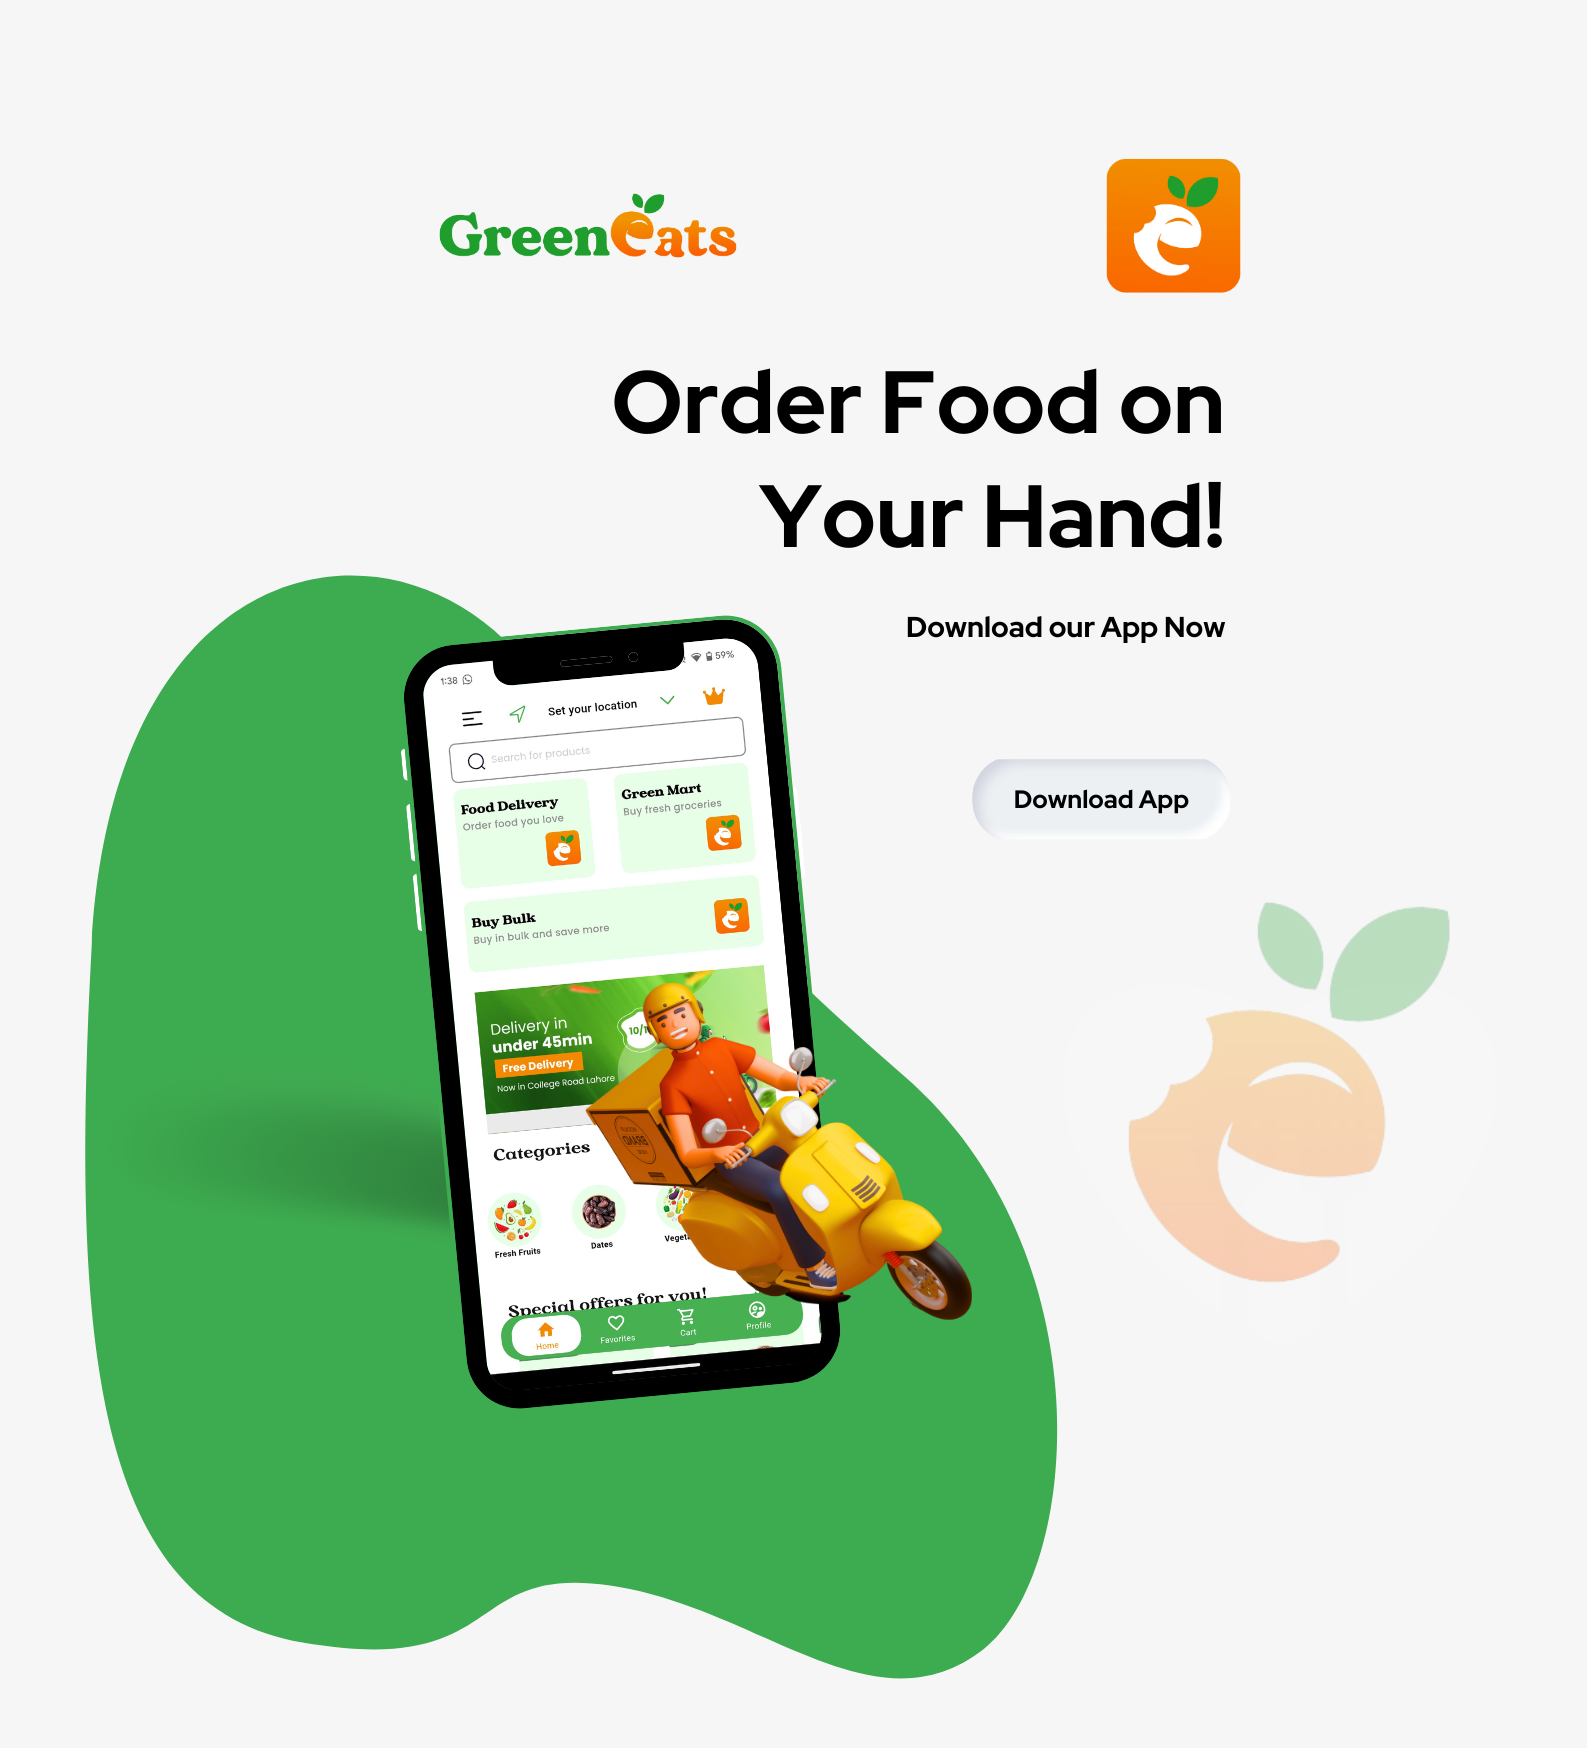 GreenEats
Order Food on
Your Hand!
Download our App Now
Download App
1:38
59%
Set your location
Search for products
Food Delivery
Order food you love
Green Mart
Buy fresh groceries
Buy Bulk
Buy in bulk and save more
Delivery in
under 45min
Free Delivery
Now in College Road Lahore
Categories
Fresh Fruits
Dates
Special offers for you!
Home
Favorites
Cart
Profile